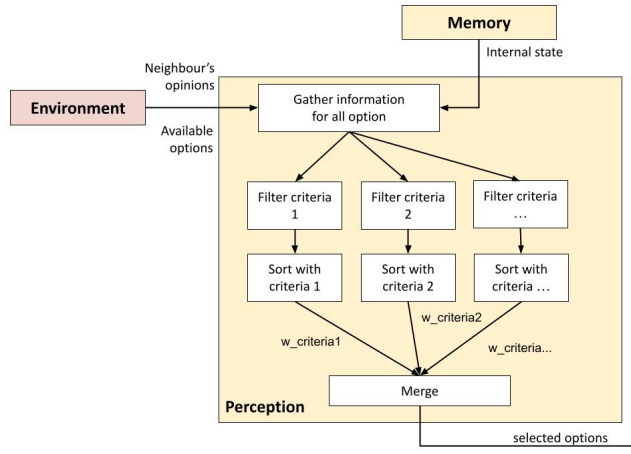 Memory
Internal state
Neighbour's
opinions
Environment
Available
options
Gather information
for all option
Filter criteria
1
Filter criteria
2
Filter criteria
...
Sort with
criteria 1
Sort with
criteria 2
Sort with
criteria ...
w_criteria1
w_criteria2
w_criteria...
Merge
Perception
selected options